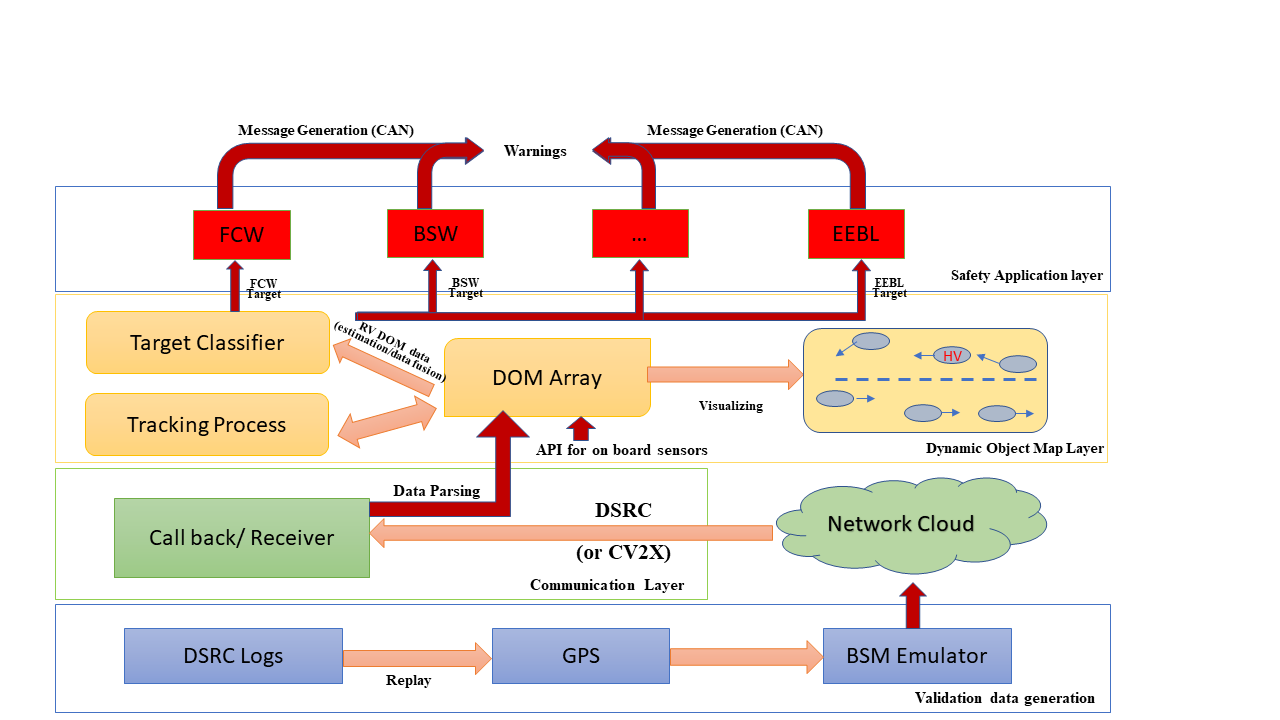 Message Generation (CAN)
Message Generation (CAN)
Warnings
FCW
BSW
...
EEBL
FCW
Target
BSW
Target
EEBL
Target
Safety Application layer
Target Classifier
RV DOM data
(estimation/data fusion)
DOM Array
HV
Visualizing
Tracking Process
API for on board sensors
Dynamic Object Map Layer
Data Parsing
Call back/ Receiver
DSRC
(or CV2X)
Network Cloud
Communication Layer
DSRC Logs
Replay
GPS
BSM Emulator
Validation data generation